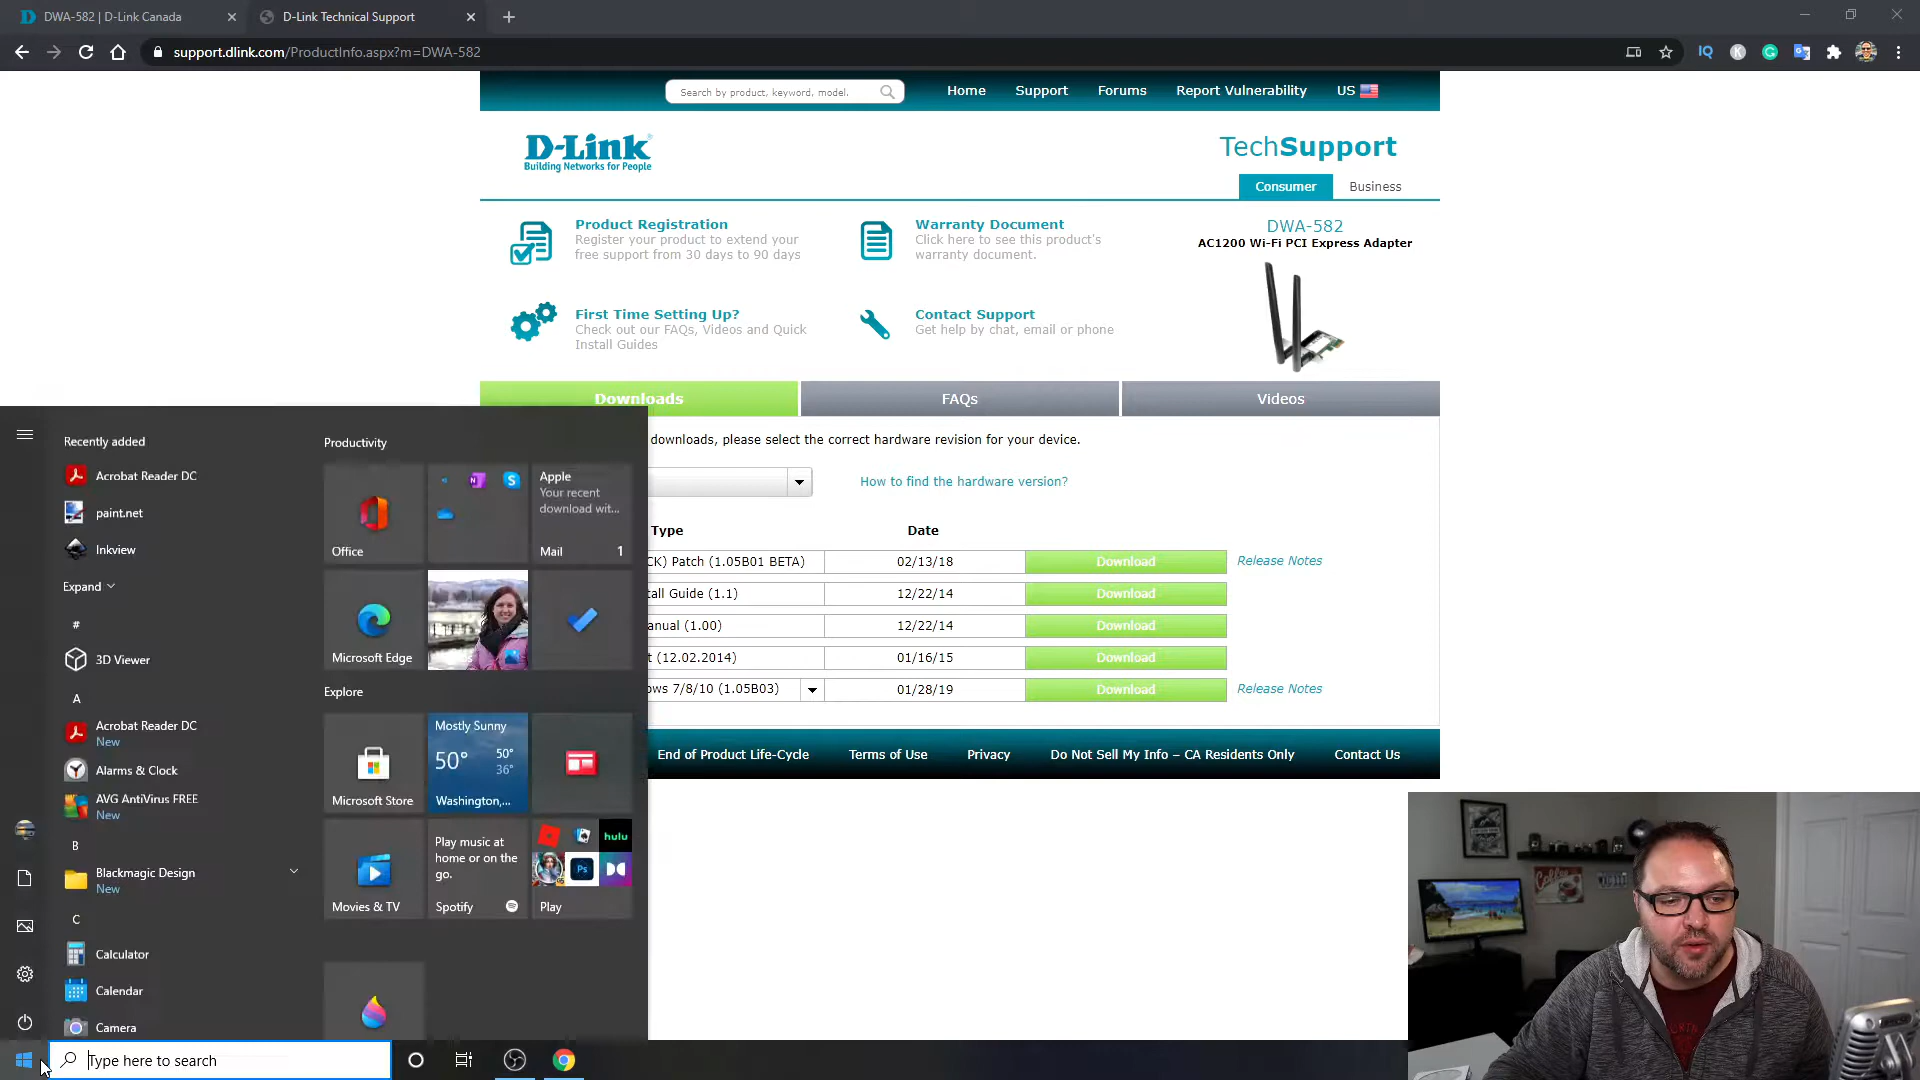 DWA-582 | D-Link Canada
D-Link Technical Support
support.dlink.com/ProductInfo.aspx?m=DWA-582
IQ
K
Search by product, keyword, model.
Home
Support
Forums
Report Vulnerability
US
D-Link
Building Networks for People
TechSupport
Consumer
Business
Product Registration
Register your product to extend your
free support from 30 days to 90 days
Warranty Document
Click here to see this product's
warranty document.
DWA-582
AC1200 Wi-Fi PCI Express Adapter
First Time Setting Up?
Check out our FAQs, Videos and Quick
Install Guides
Contact Support
Get help by chat, email or phone
Downloads
FAQs
Videos
downloads, please select the correct hardware revision for your device.
How to find the hardware version?
Type
Date
CK) Patch (1.05B01 BETA)
02/13/18
Download
Release Notes
tall Guide (1.1)
12/22/14
Download
anual (1.00)
12/22/14
Download
t (12.02.2014)
01/16/15
Download
ows 7/8/10 (1.05B03)
01/28/19
Download
Release Notes
End of Product Life-Cycle
Terms of Use
Privacy
Do Not Sell My Info – CA Residents Only
Contact Us
Recently added
Acrobat Reader DC
paint.net
Inkview
Expand
#
3D Viewer
A
Acrobat Reader DC
New
Alarms & Clock
AVG AntiVirus FREE
New
B
Blackmagic Design
New
C
Calculator
Calendar
Camera
Productivity
Office
Apple
Your recent
download wit...
Mail
1
Microsoft Edge
Explore
Microsoft Store
Mostly Sunny
50°
50°
36°
Washington,...
Movies & TV
Play music at
home or on the
go.
Spotify
hulu
Ps
Play
Type here to search
Coffee